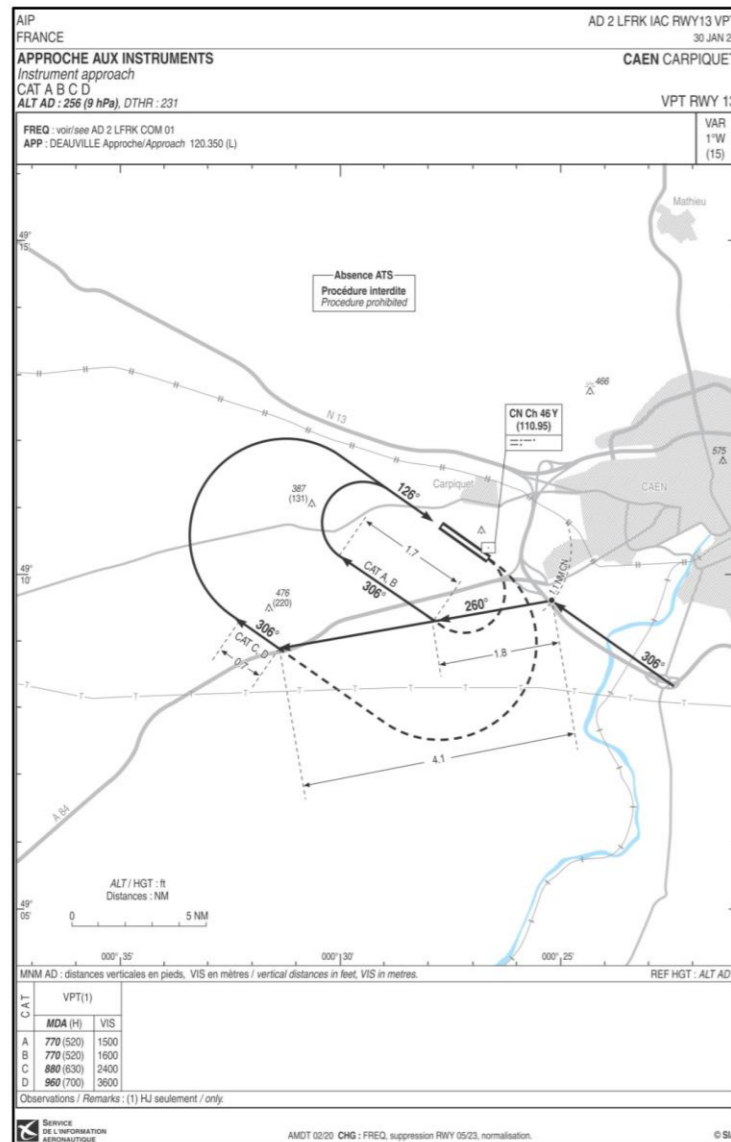 AIP
FRANCE
AD 2 LFRK IAC RWY13 VPT
30 JAN 2
APPROCHE AUX INSTRUMENTS
Instrument approach
CAT A B C D
ALT AD : 256 (9 hPa), DTHR : 231
CAEN CARPIQUET
VPT RWY 13
FREQ : voir/see AD 2 LFRK COM 01
APP : DEAUVILLE Approche/Approach 120.350 (L)
VAR
1°W
(15)
Mathieu
49°
15'
Absence ATS
Procédure interdite
Procedure prohibited
466
CN Ch 46 Y
(110.95)
N 13
575
CAEN
Carpiquet
387
(131)
126°
1.7
CAT A, B
306°
49°
10'
476
(220)
260°
306°
CAT C, D
0.7
1.8
306°
4.1
A 84
ALT / HGT : ft
Distances : NM
0 5 NM
49°
05'
000°35' 000°30' 000°25'
MNM AD : distances verticales en pieds, VIS en mètres / vertical distances in feet, VIS in metres.
REF HGT : ALT AD
CAT VPT(1)
MDA (H) VIS
A 770 (520) 1500
B 770 (520) 1600
C 880 (630) 2400
D 960 (700) 3600
Observations / Remarks : (1) HJ seulement / only.
SERVICE
DE L'INFORMATION
AERONAUTIQUE
AMDT 02/20 CHG : FREQ, suppression RWY 05/23, normalisation.